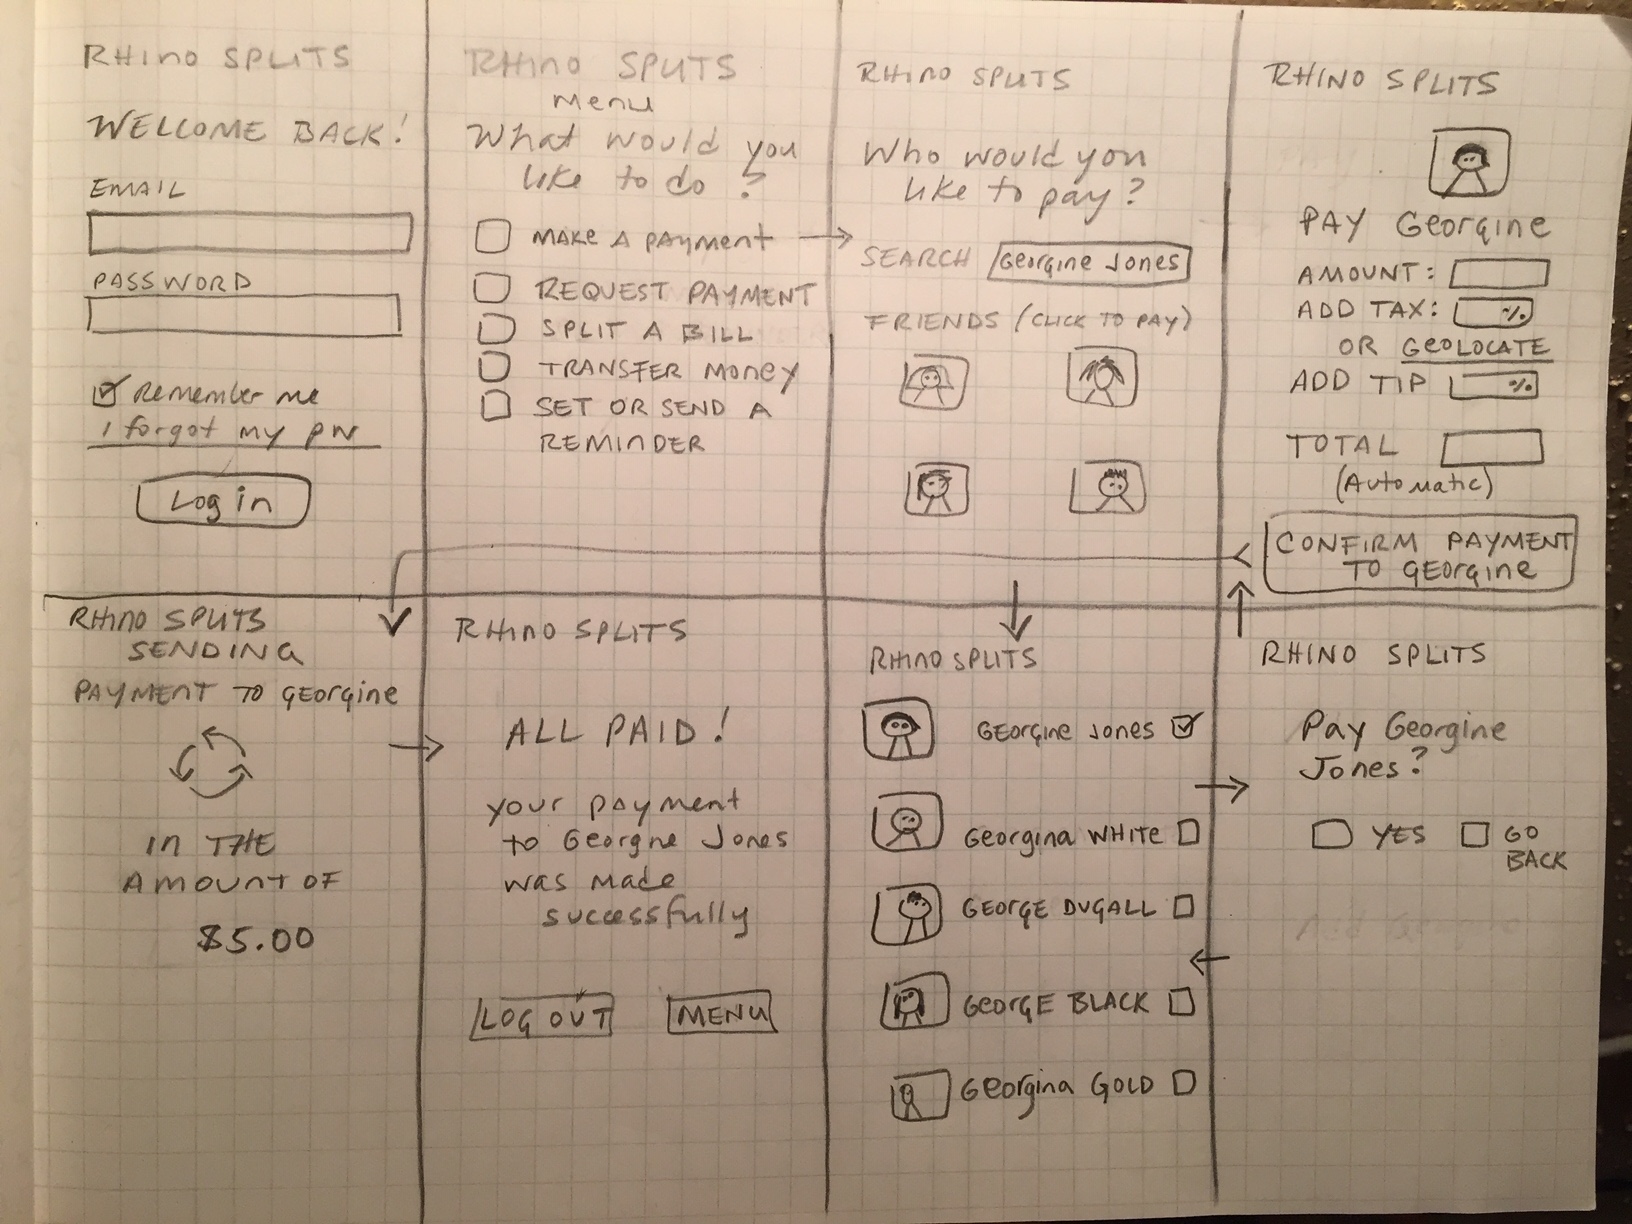 RHINO SPLITS
WELCOME BACK!
EMAIL
PASSWORD
Remember me
I forgot my PW
Log in
RHINO SPLITS
Menu
What would you
like to do ?
MAKE A PAYMENT
REQUEST PAYMENT
SPLIT A BILL
TRANSFER MONEY
SET OR SEND A
REMINDER
RHINO SPLITS
Who would you
like to pay?
SEARCH Georgine Jones
FRIENDS (CLICK TO PAY)
RHINO SPLITS
PAY Georgine
AMOUNT:
ADD TAX: %
OR GEOLOCATE
ADD TIP %
TOTAL
(Automatic)
CONFIRM PAYMENT
TO GEorgine
RHINO SPLITS
SENDING
PAYMENT TO GEorgine
IN THE
AMOUNT OF
$5.00
RHINO SPLITS
ALL PAID!
your payment
to Georgne Jones
was made
successfully
LOG OUT MENU
RHINO SPLITS
GEorgine Jones
Georgina WHITE
GEORGE DUGALL
GEORGE BLACK
Georgina GOLD
RHINO SPLITS
Pay Georgine
Jones?
YES GO
BACK